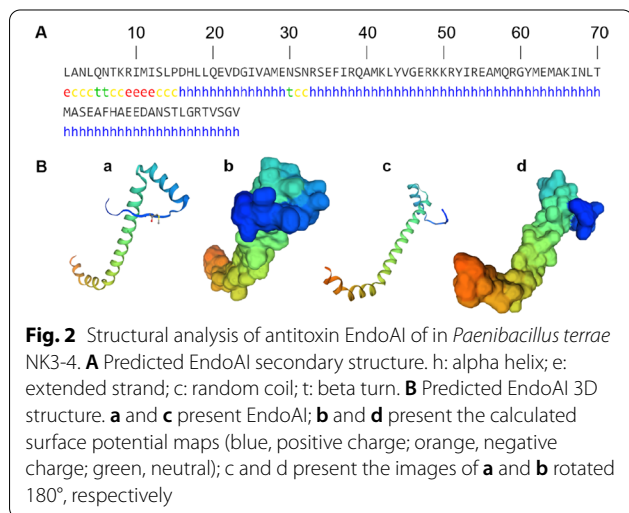 A 10 20 30 40 50 60 70
LANLQNTKRIMISLPDHLLQEVDGIVAMENSNRSEFIRQAMKLYVGERKKRYIREAMQRGYMEMAKINLT
ecccttcceeeeccchhhhhhhhhhhhhhtcchhhhhhhhhhhhhhhhhhhhhhhhhhhhhhhhhhhhhh
MASEAFHAEEDANSTLGRTVSGV
hhhhhhhhhhhhhhhhhhhhhhh
B a b c d
Fig. 2 Structural analysis of antitoxin EndoAI of in Paenibacillus terrae
NK3-4. A Predicted EndoAI secondary structure. h: alpha helix; e:
extended strand; c: random coil; t: beta turn. B Predicted EndoAI 3D
structure. a and c present EndoAI; b and d present the calculated
surface potential maps (blue, positive charge; orange, negative
charge; green, neutral); c and d present the images of a and b rotated
180°, respectively